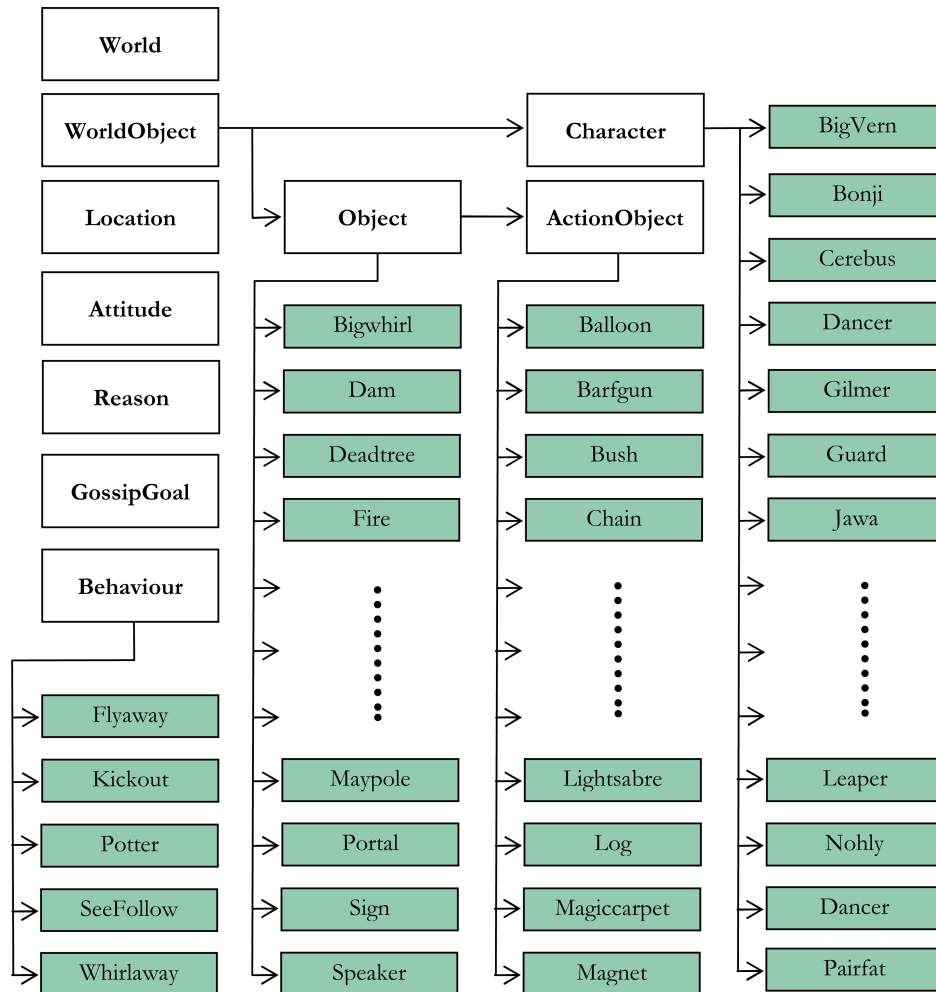 World
WorldObject
Character
BigVern
Location
Object
ActionObject
Bonji
Cerebus
Attitude
Bigwhirl
Balloon
Dancer
Reason
Dam
Barfgun
Gilmer
GossipGoal
Deadtree
Bush
Guard
Fire
Chain
Jawa
Behaviour
Flyaway
Kickout
Maypole
Lightsabre
Leaper
Potter
Portal
Log
Nohly
SeeFollow
Sign
Magiccarpet
Dancer
Whirlaway
Speaker
Magnet
Pairfat